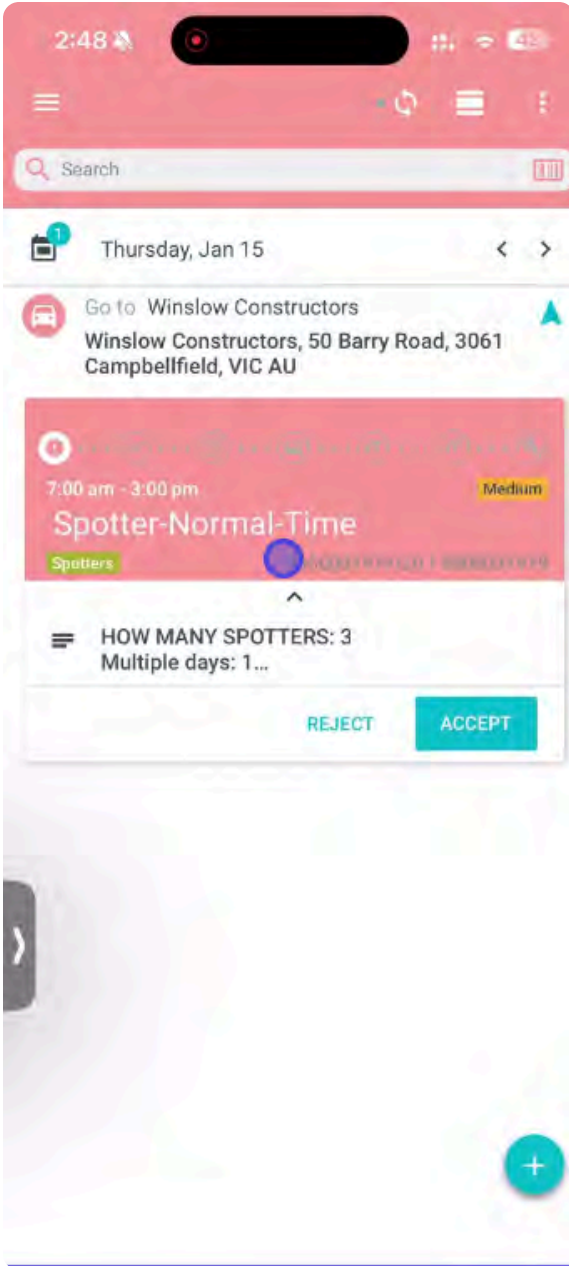 2:48
Search
1
Thursday, Jan 15
Go to Winslow Constructors
Winslow Constructors, 50 Barry Road, 3061
Campbellfield, VIC AU
7:00 am - 3:00 pm
Medium
Spotter-Normal-Time
Spotters
HOW MANY SPOTTERS: 3
Multiple days: 1...
REJECT
ACCEPT